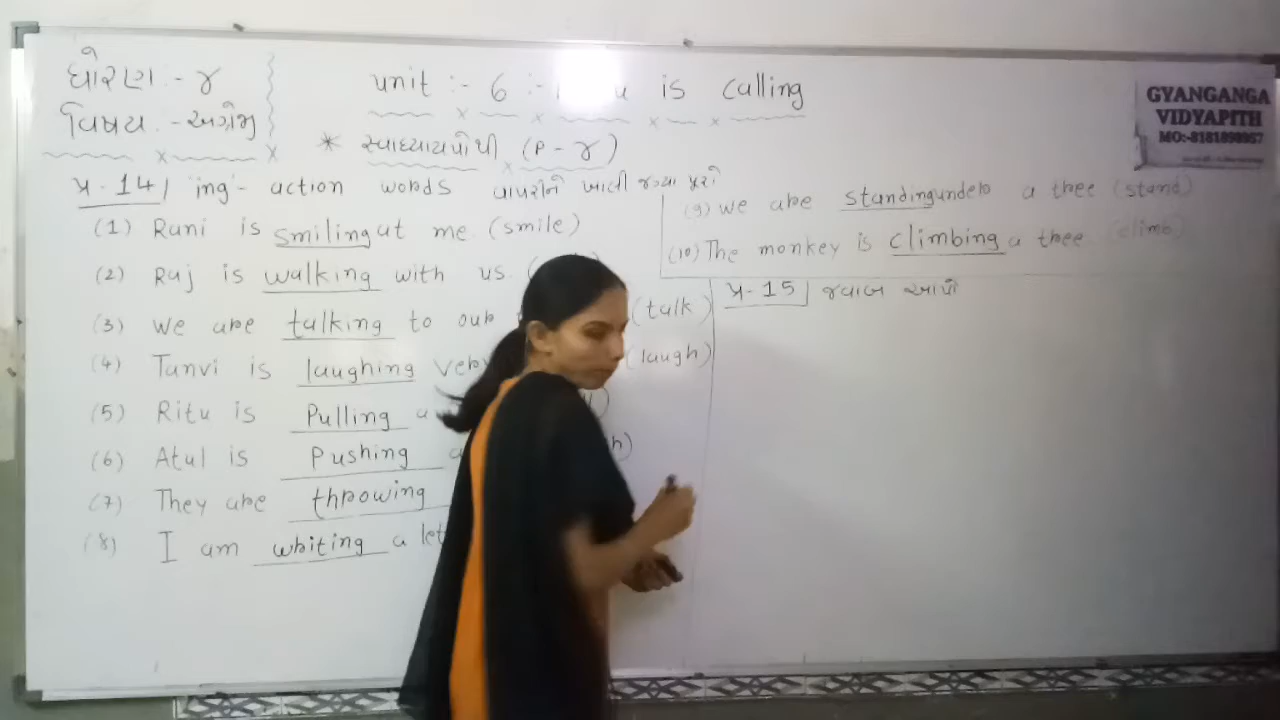 ધોરણ :- ૪
વિષય :- અંગ્રેજી
unit :- 6 :- is calling
* સ્વાધ્યાયપોથી (P - ૪)
GYANGANGA
VIDYAPITH
MO:-8181898957
પ્ર - 14 / 'ing' - action words વાપરીને ખાલી જગ્યા પૂરો
(1) Rani is smiling at me. (smile)
(2) Raj is walking with us.
(3) We are talking to our (talk)
(4) Tanvi is laughing very (laugh)
(5) Ritu is Pulling a
(6) Atul is Pushing a
(7) They are throwing
(8) I am writing a let
(9) We are standing under a tree (stand)
(10) The monkey is climbing a tree (climb)
પ્ર - 15 / જવાબ આપો